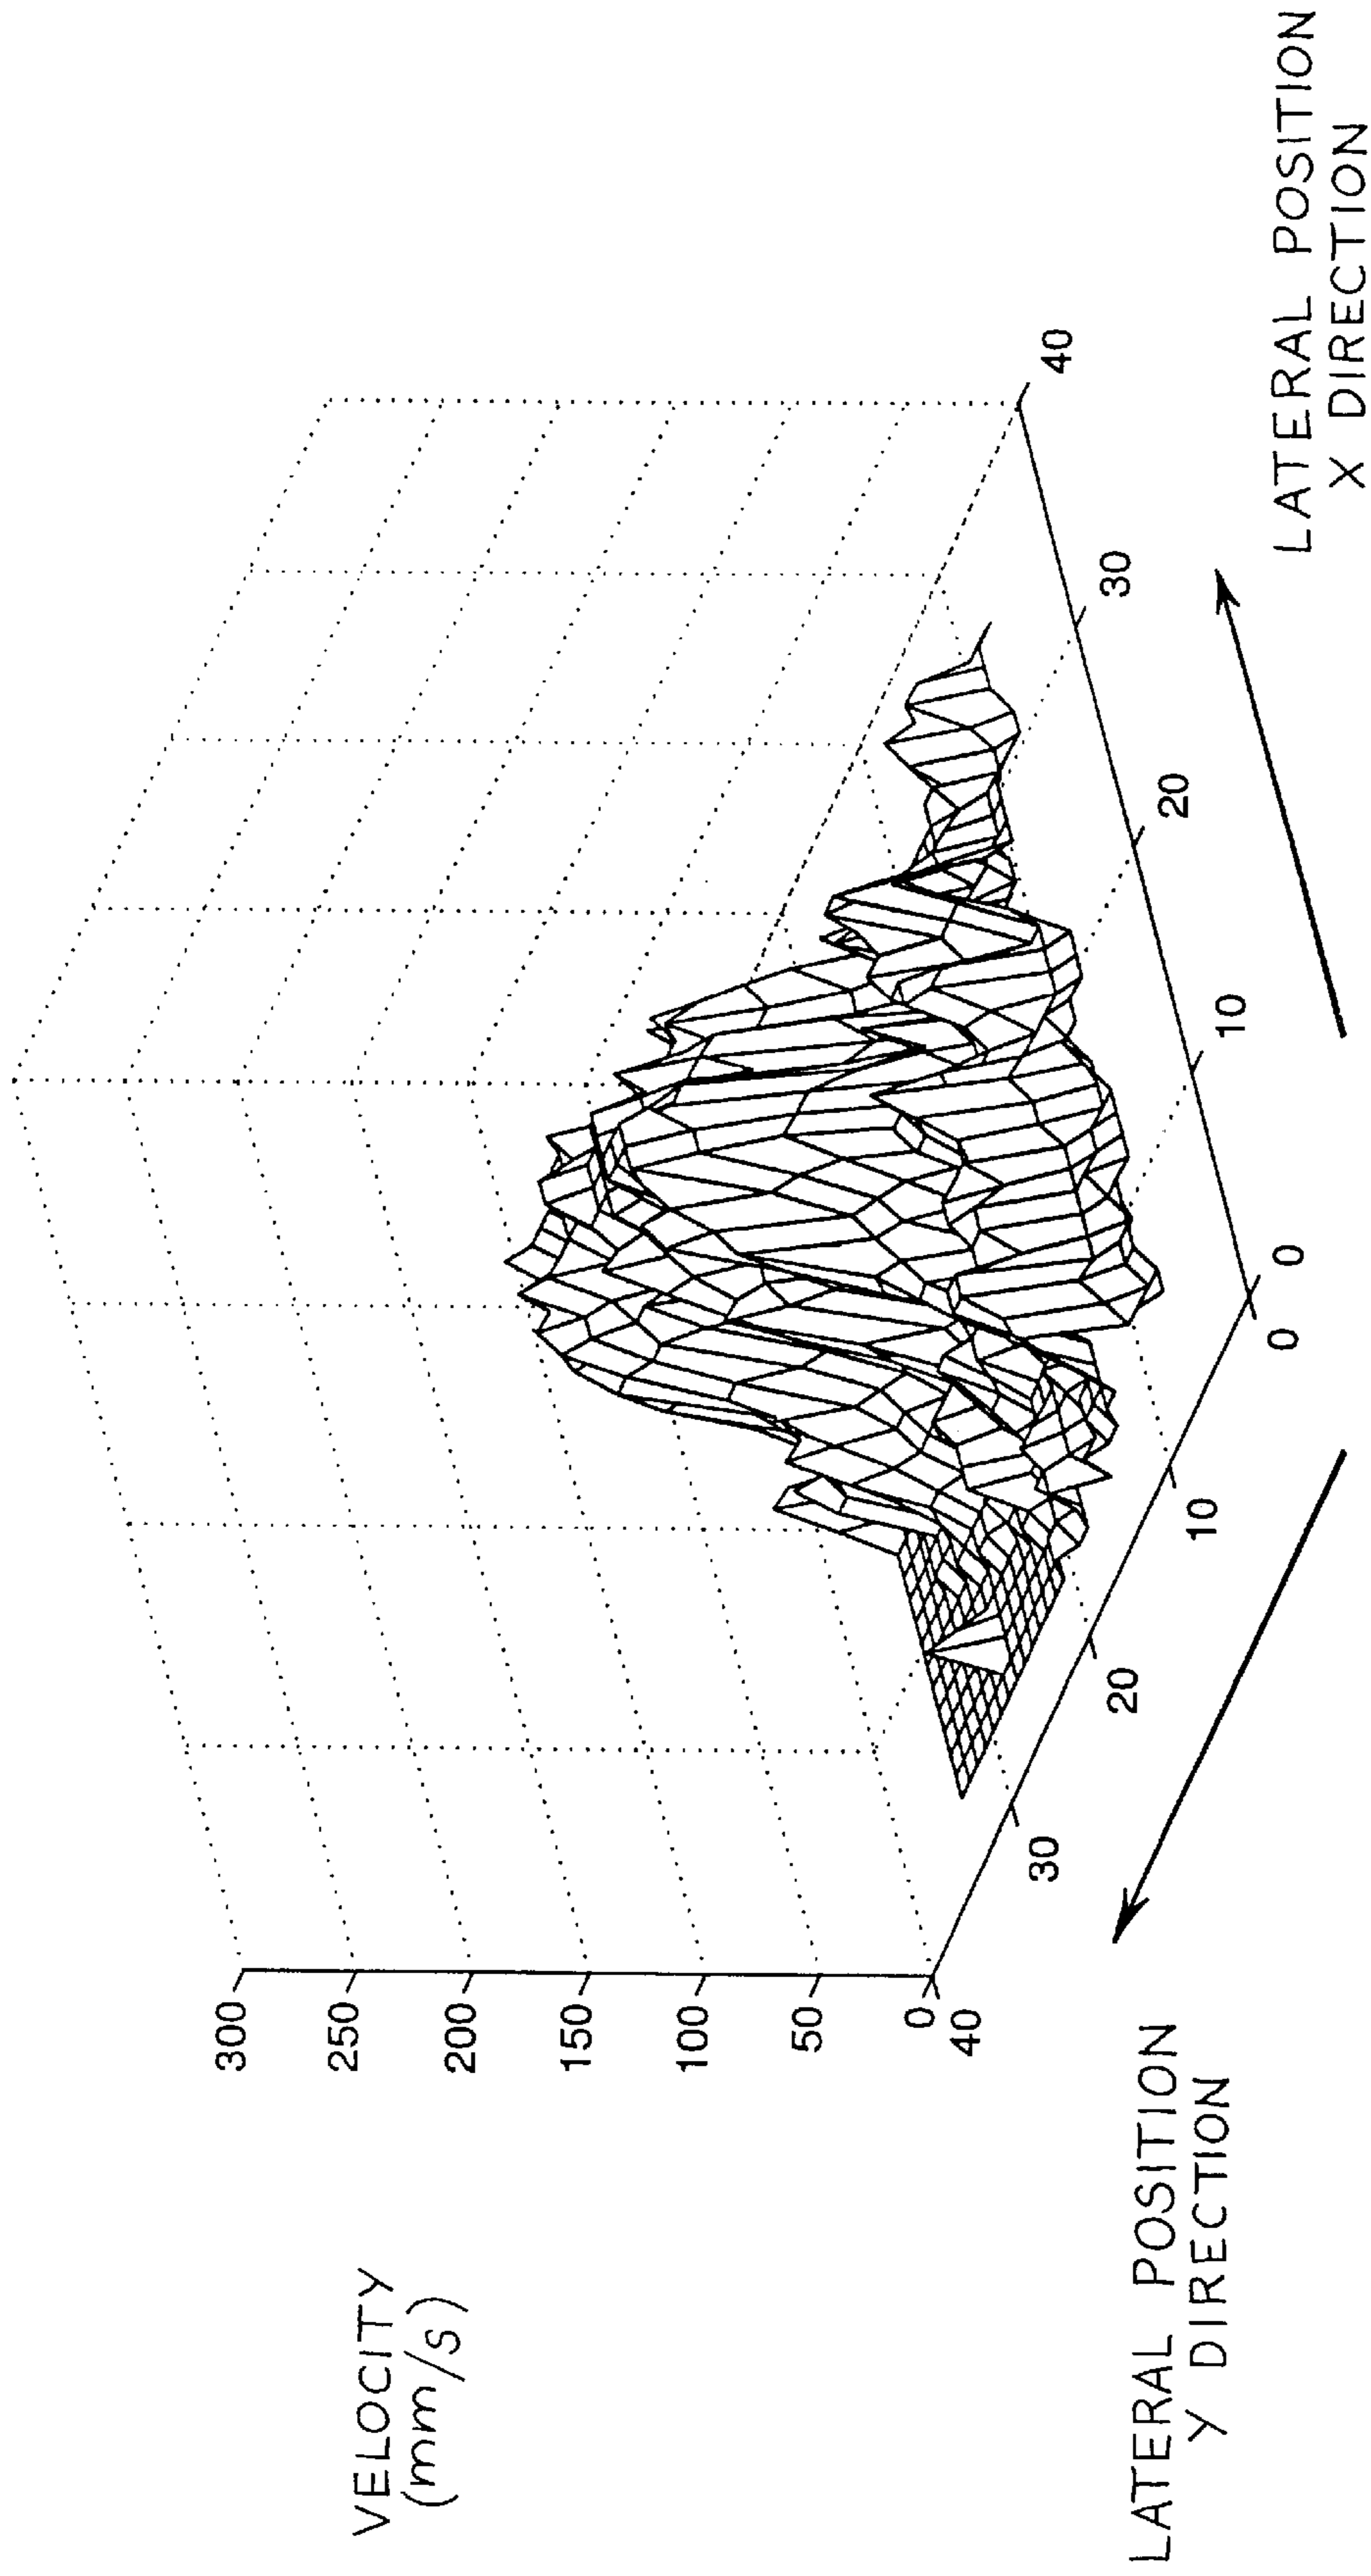 VELOCITY
(mm/s)
300
250
200
150
100
50
0
40
30
20
10
0
0
10
20
30
40
LATERAL POSITION
Y DIRECTION
LATERAL POSITION
X DIRECTION